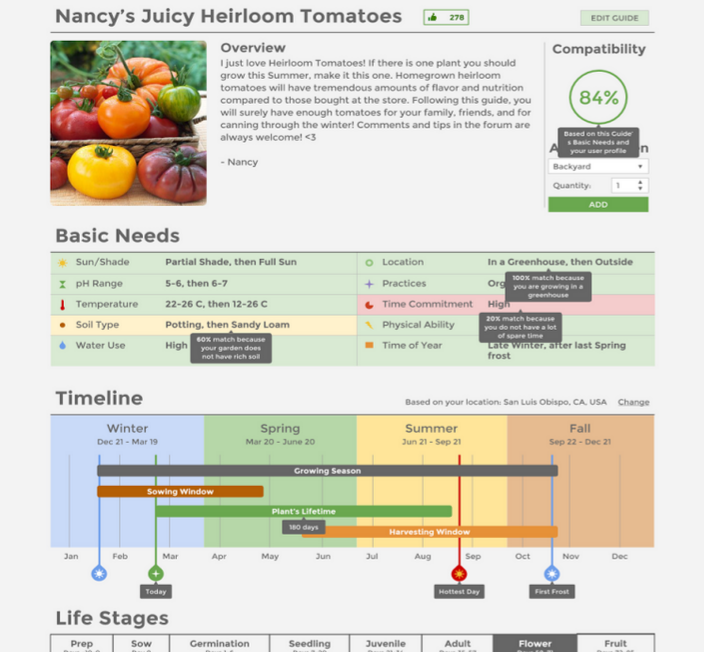 Nancy's Juicy Heirloom Tomatoes
278
EDIT GUIDE
Overview
I just love Heirloom Tomatoes! If there is one plant you should
grow this Summer, make it this one. Homegrown heirloom
tomatoes will have tremendous amounts of flavor and nutrition
compared to those bought at the store. Following this guide, you
will surely have enough tomatoes for your family, friends, and for
canning through the winter! Comments and tips in the forum are
always welcome! <3
- Nancy
Compatibility
84%
Based on this Guide'
s Basic Needs and
your user profile
Backyard
Quantity: 1
ADD
Basic Needs
Sun/Shade Partial Shade, then Full Sun
pH Range 5-6, then 6-7
Temperature 22-26 C, then 12-26 C
Soil Type Potting, then Sandy Loam
Water Use High
60% match because
your garden does
not have rich soil
Location In a Greenhouse, then Outside
Practices
100% match because
you are growing in a
greenhouse
Time Commitment High
Physical Ability
20% match because
you do not have a lot
of spare time
Time of Year Late Winter, after last Spring
frost
Timeline
Based on your location: San Luis Obispo, CA. USA Change
Winter Spring Summer Fall
Dec 21 - Mar 19 Mar 20 - June 20 Jun 21 - Sep 21 Sep 22 - Dec 21
Growing Season
Sowing Window
Plant's Lifetime
180 days
Harvesting Window
Jan Feb Mar Apr May Jun Jul Aug Sep Oct Nov Dec
Today Hottest Day First Frost
Life Stages
Prep Sow Germination Seedling Juvenile Adult Flower Fruit